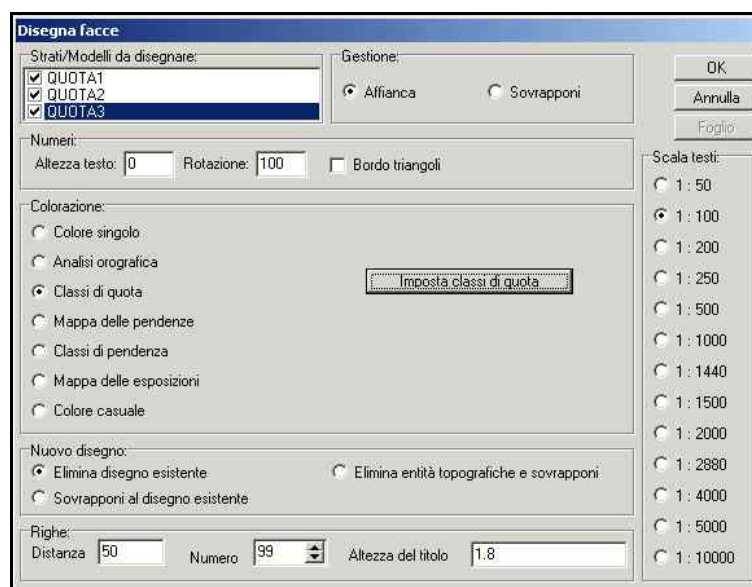 Disegna facce
Strati/Modelli da disegnare:
QUOTA1
QUOTA2
QUOTA3
Gestione:
Affianca
Sovrapponi
OK
Annulla
Foglio
Numeri:
Altezza testo: 0
Rotazione: 100
Bordo triangoli
Colorazione:
Colore singolo
Analisi orografica
Classi di quota
Mappa delle pendenze
Classi di pendenza
Mappa delle esposizioni
Colore casuale
Imposta classi di quota
Nuovo disegno:
Elimina disegno esistente
Elimina entità topografiche e sovrapponi
Sovrapponi al disegno esistente
Righe:
Distanza 50
Numero 99
Altezza del titolo 1.8
Scala testi:
1 : 50
1 : 100
1 : 200
1 : 250
1 : 500
1 : 1000
1 : 1440
1 : 1500
1 : 2000
1 : 2880
1 : 4000
1 : 5000
1 : 10000